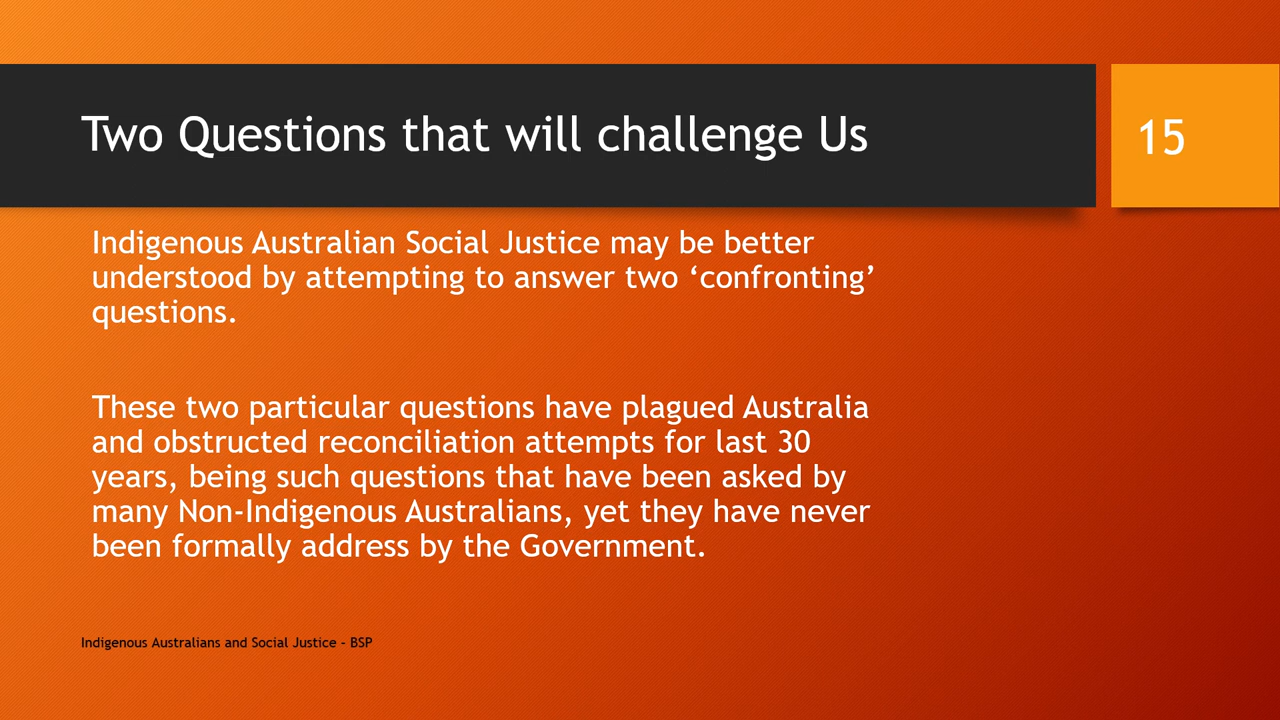 Two Questions that will challenge Us
15
Indigenous Australian Social Justice may be better
understood by attempting to answer two ‘confronting’
questions.
These two particular questions have plagued Australia
and obstructed reconciliation attempts for last 30
years, being such questions that have been asked by
many Non-Indigenous Australians, yet they have never
been formally address by the Government.
Indigenous Australians and Social Justice - BSP